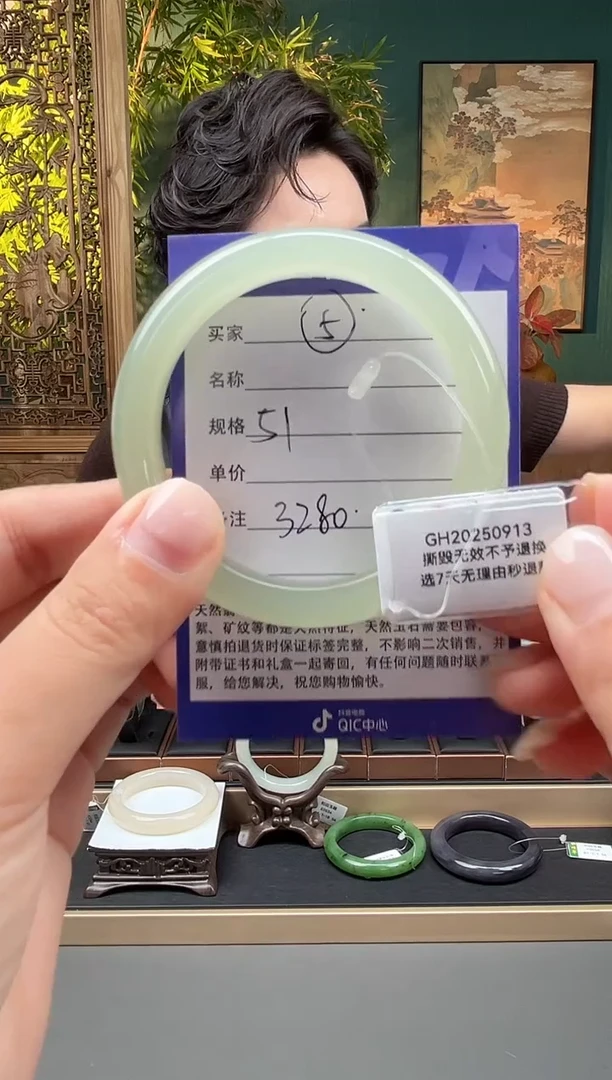 买家 5
名称
规格 51
单价
注 3280.
GH20250913
撕毁无效不予退换
选7天无理由秒退
天然
絮、矿纹等都是天然特征,天然玉石需要包容,
意慎拍退货时保证标签完整,不影响二次销售,并
附带证书和礼盒一起寄回,有任何问题随时联系
服,给您解决,祝您购物愉快。
抖音电商
QIC中心